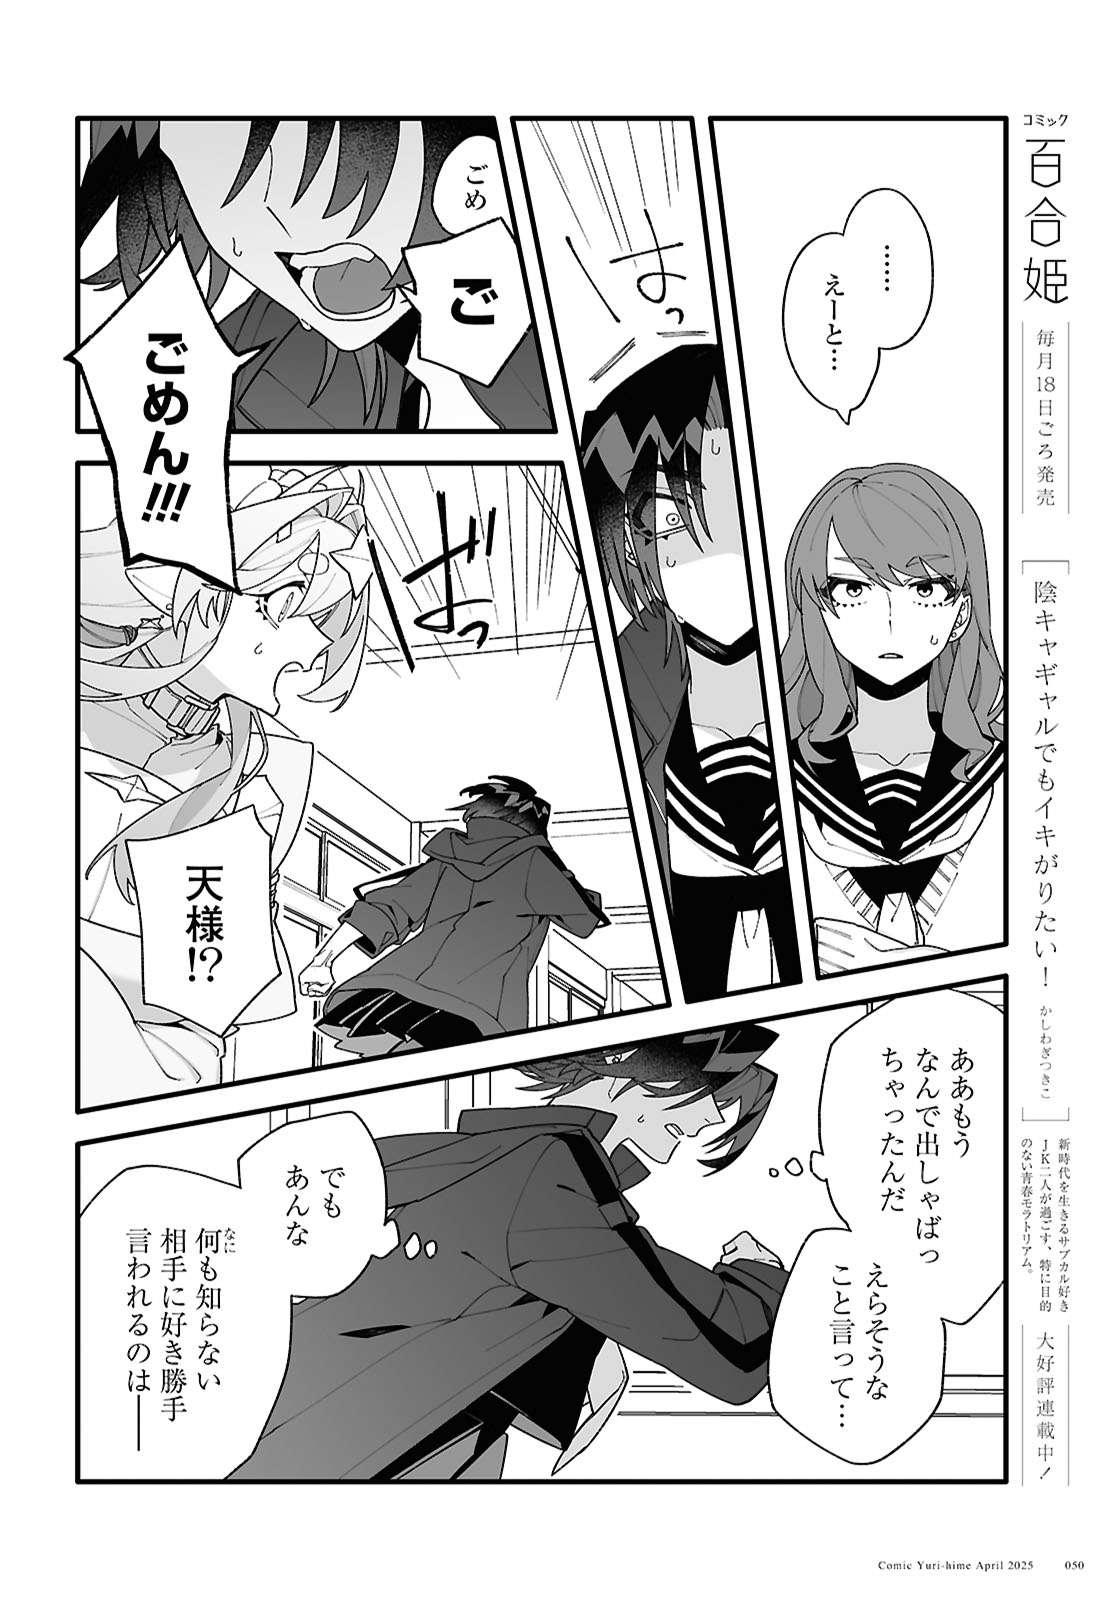 ……
えーと…
はっ
ごめ
ご
ごめん!!!
だっ
天様!?
ああもう
なんで出しゃばっ
ちゃったんだ
えらそうな
こと言って…
でも
あんな
何も知らない
なに
相手に好き勝手
言われるのは――
コミック
百合姫
毎月18日ごろ発売
陰キャギャルでもイキがりたい!
かしわぎつきこ
新時代を生きるサブカル好き
JK二人が過ごす、特に目的
のない青春モラトリアム。
大好評連載中!
Comic Yuri-hime April 2025
050